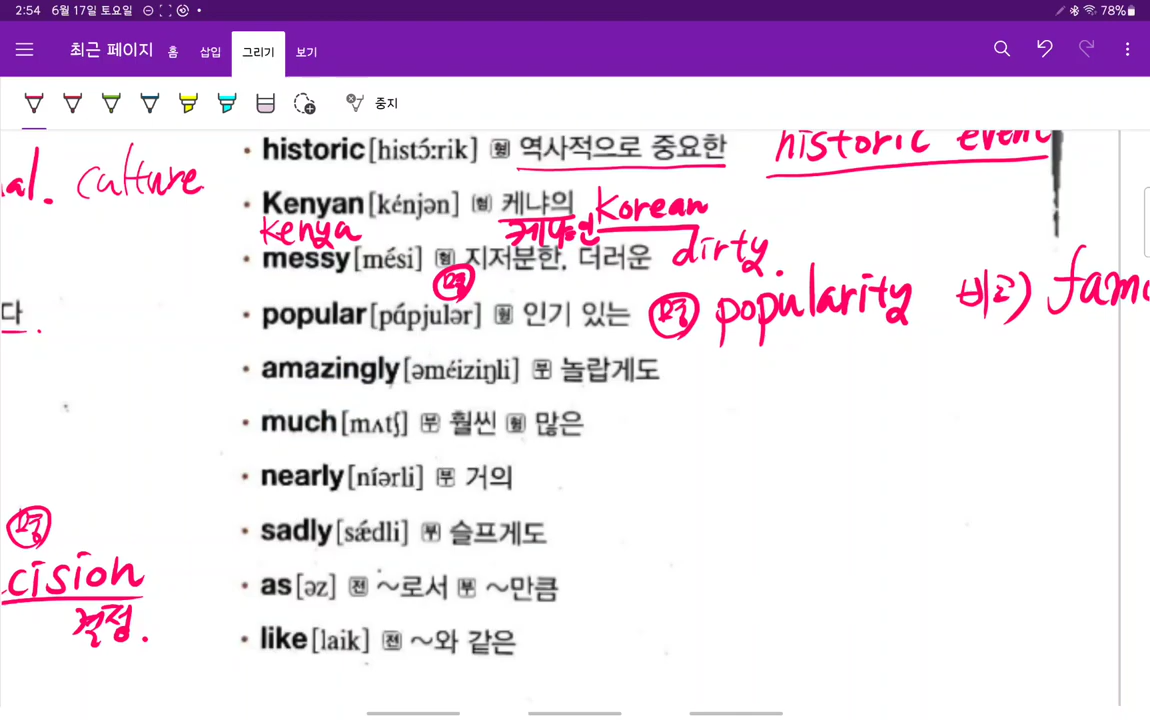 2:54 6월 17일 토요일 78%
최근 페이지 홈 삽입 그리기 보기
중지
historic[histɔ́:rik] 형 역사적으로 중요한 historic event
al. culture
Kenyan[kénjən] 형 케냐의 Korean
kenya 케냐인
messy[mési] 형 지저분한, 더러운 dirty.
명
다. popular[pápjulər] 형 인기 있는 명 popularity 비교) famo
amazingly[əméiziŋli] 부 놀랍게도
much[mʌtʃ] 부 훨씬 형 많은
nearly[níərli] 부 거의
명
sadly[sǽdli] 부 슬프게도
cision
as[əz] 전 ~로서 부 ~만큼
결정.
like[laik] 전 ~와 같은